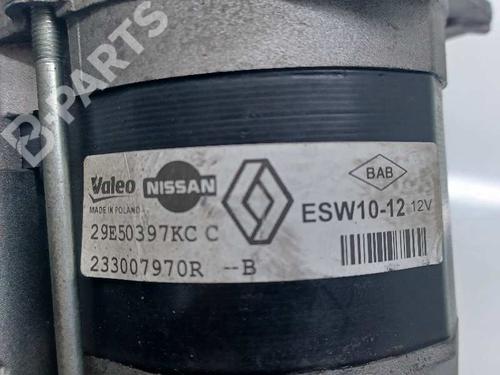 B-PARTS
Valeo NISSAN
MADE IN POLAND
BAB
ESW10-12 12V
29E50397KC C
233007970R --B